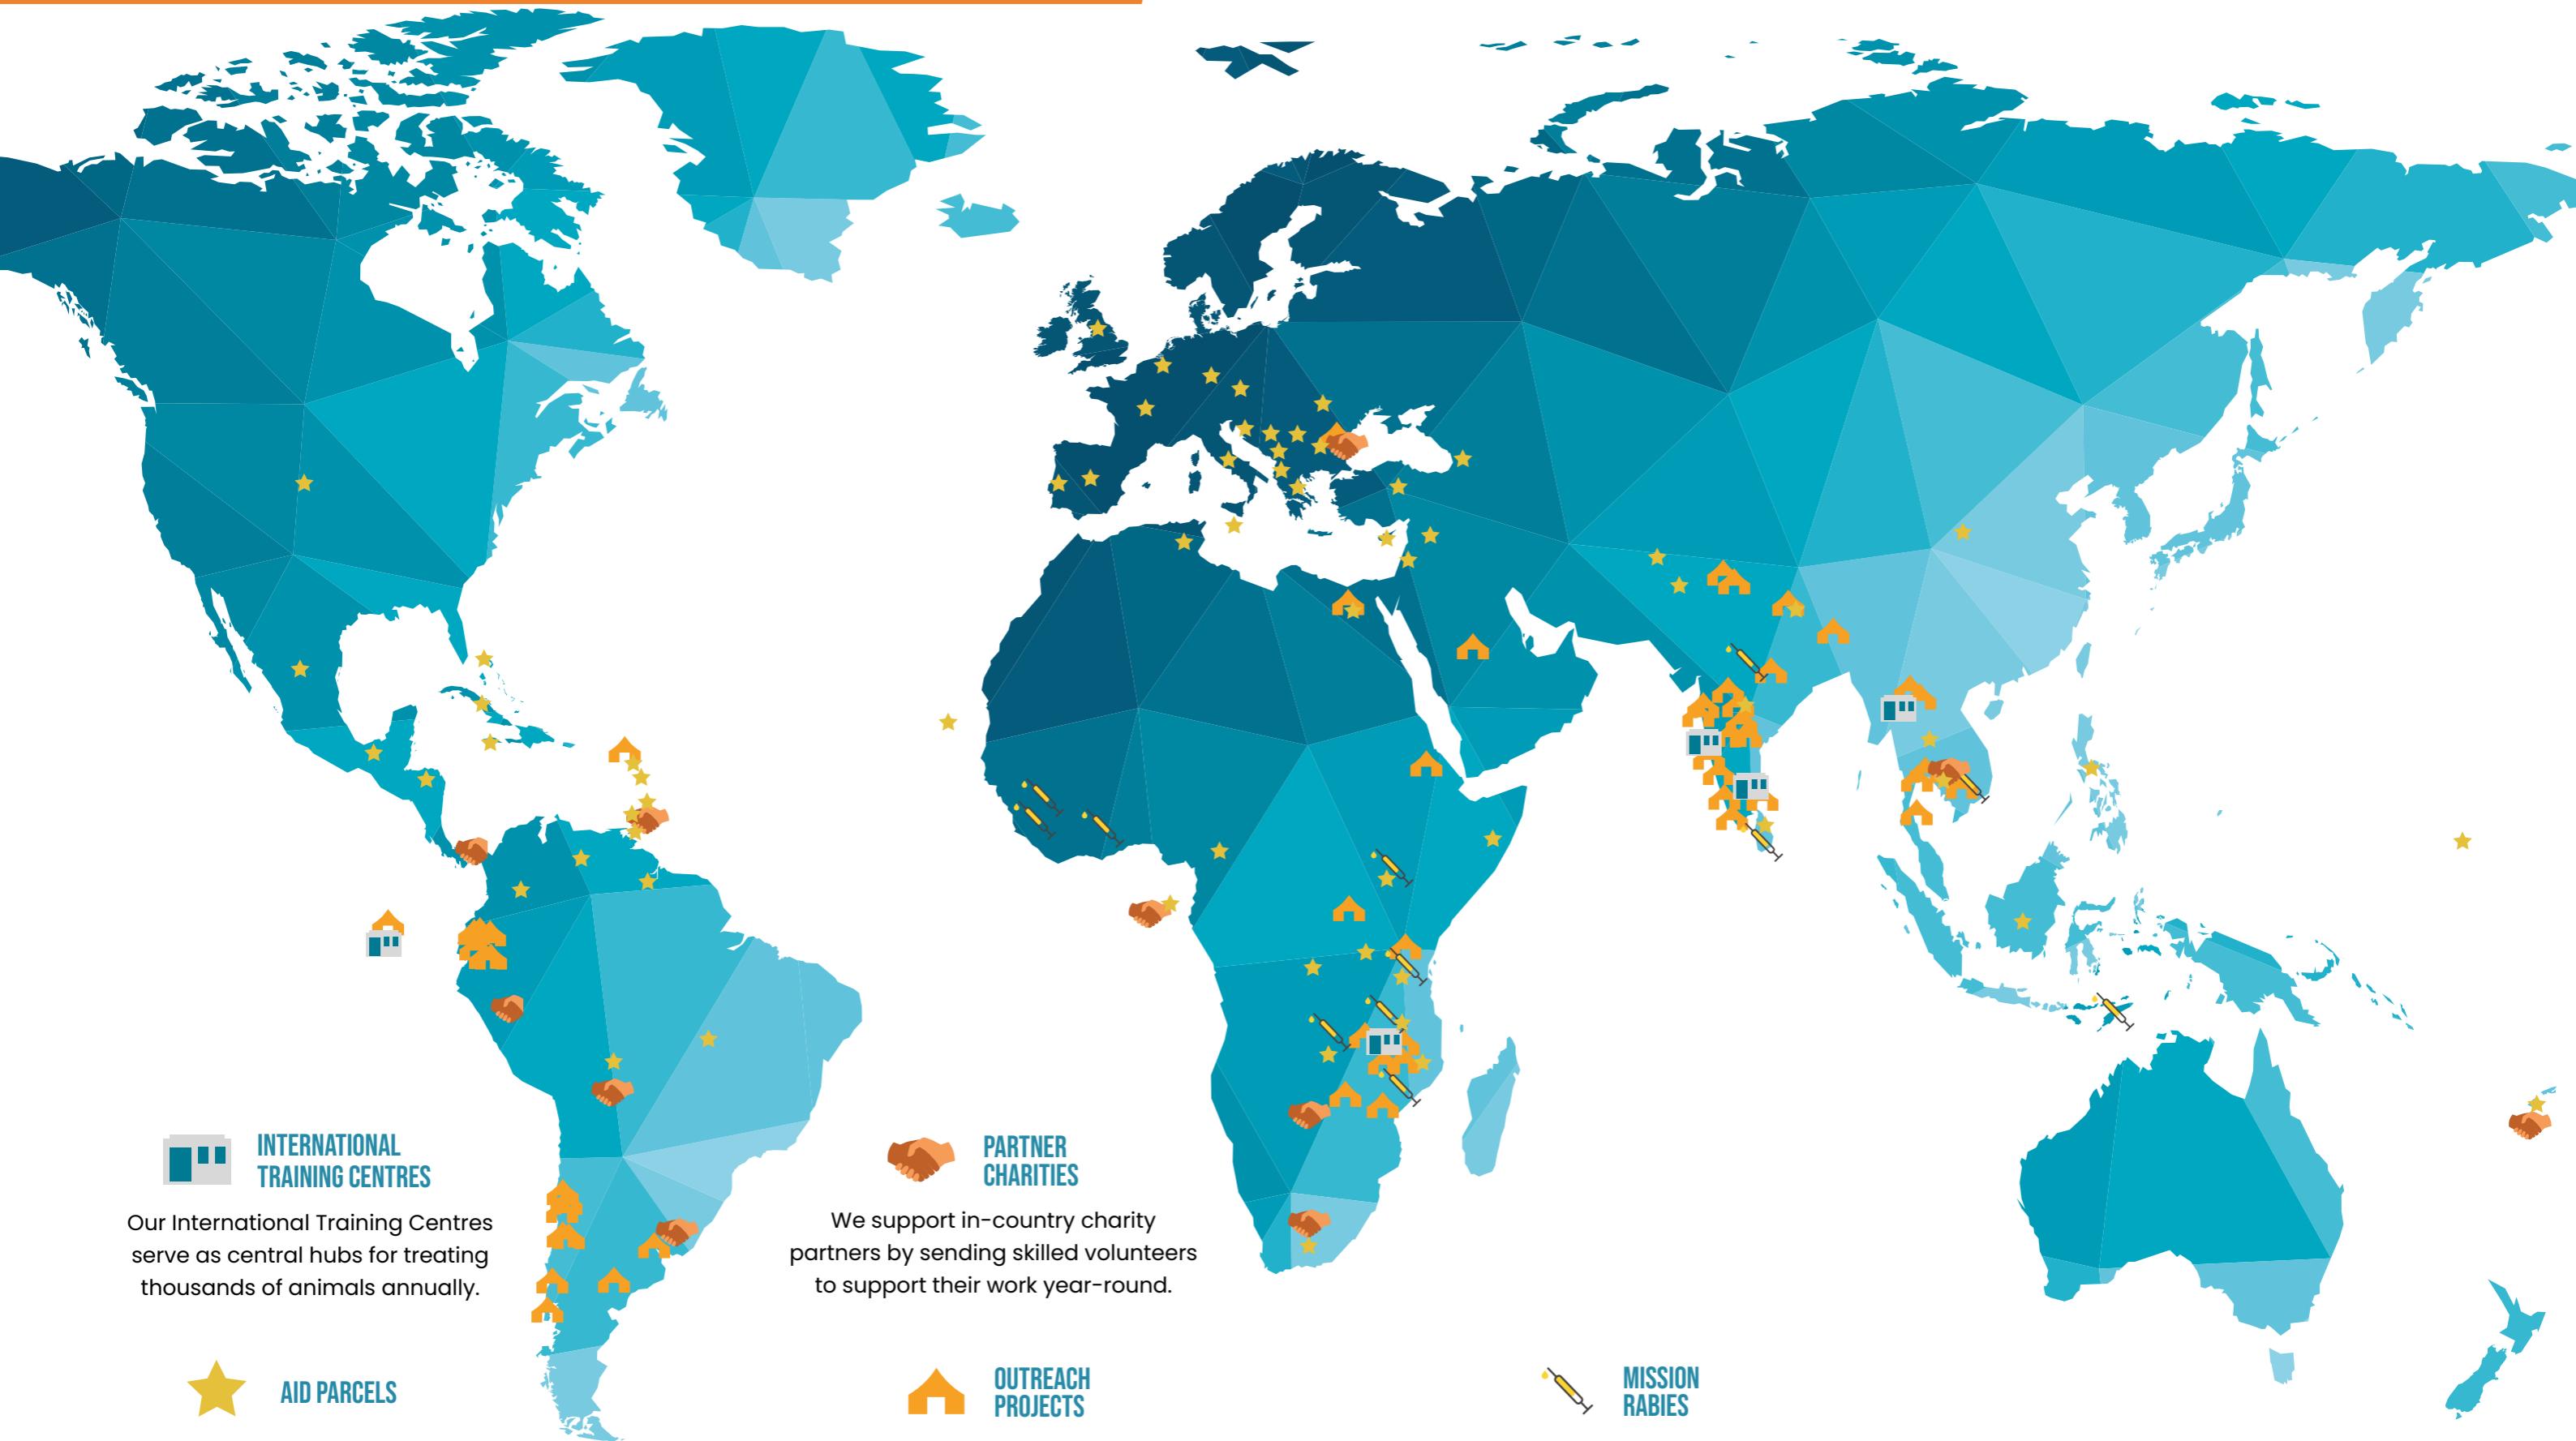 INTERNATIONAL
TRAINING CENTRES
Our International Training Centres
serve as central hubs for treating
thousands of animals annually.
PARTNER
CHARITIES
We support in-country charity
partners by sending skilled volunteers
to support their work year-round.
AID PARCELS
OUTREACH
PROJECTS
MISSION
RABIES